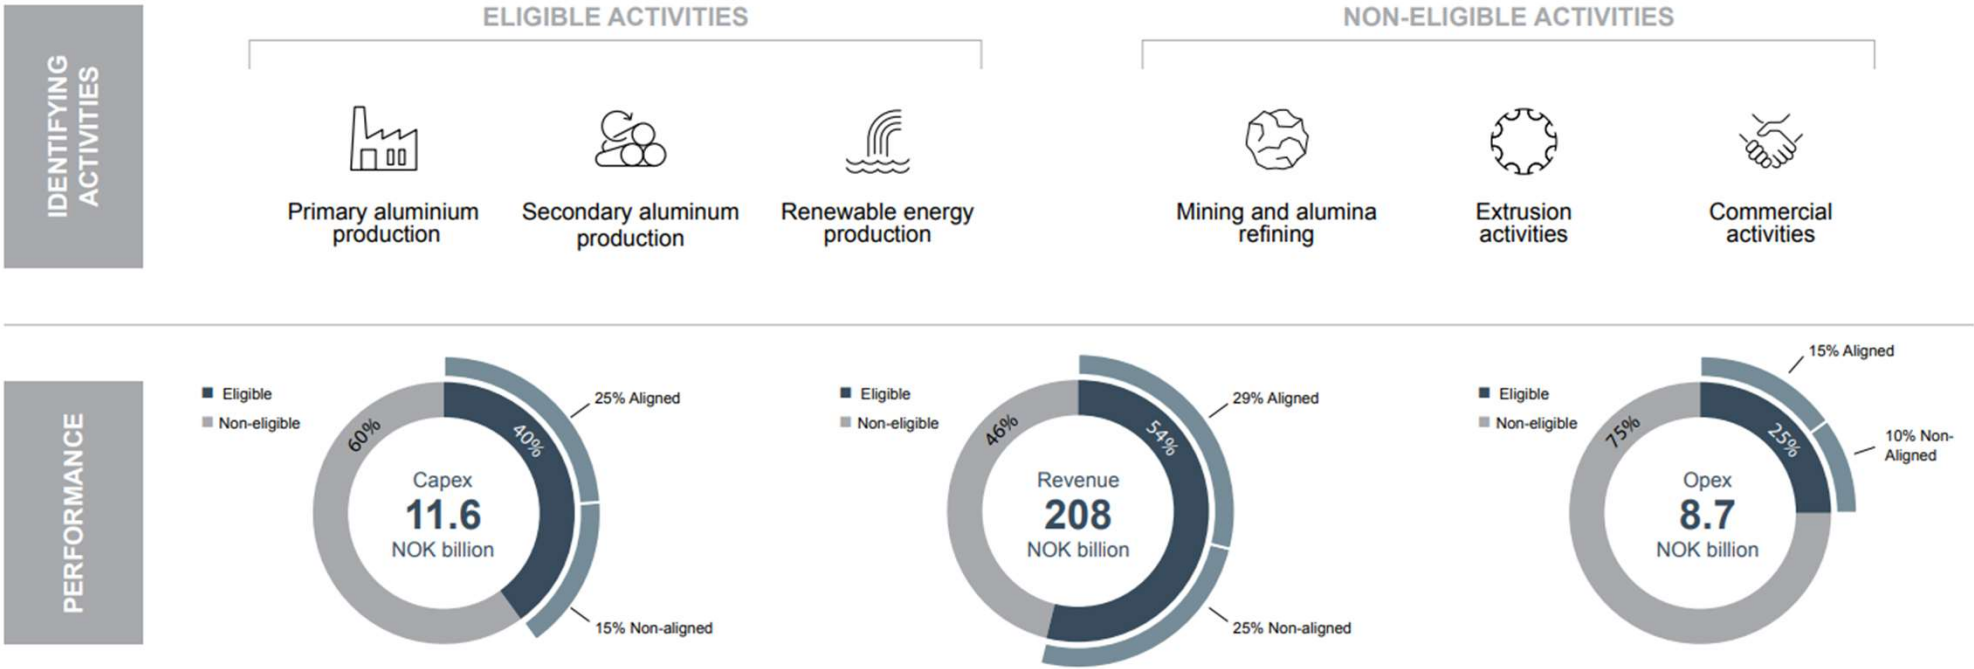 ELIGIBLE ACTIVITIES
NON-ELIGIBLE ACTIVITIES
IDENTIFYING
ACTIVITIES
Primary aluminium
production
Secondary aluminum
production
Renewable energy
production
Mining and alumina
refining
Extrusion
activities
Commercial
activities
PERFORMANCE
Eligible
Non-eligible
60%
40%
25% Aligned
15% Non-aligned
Capex
11.6
NOK billion
Eligible
Non-eligible
46%
54%
29% Aligned
25% Non-aligned
Revenue
208
NOK billion
Eligible
Non-eligible
75%
25%
15% Aligned
10% Non-
Aligned
Opex
8.7
NOK billion